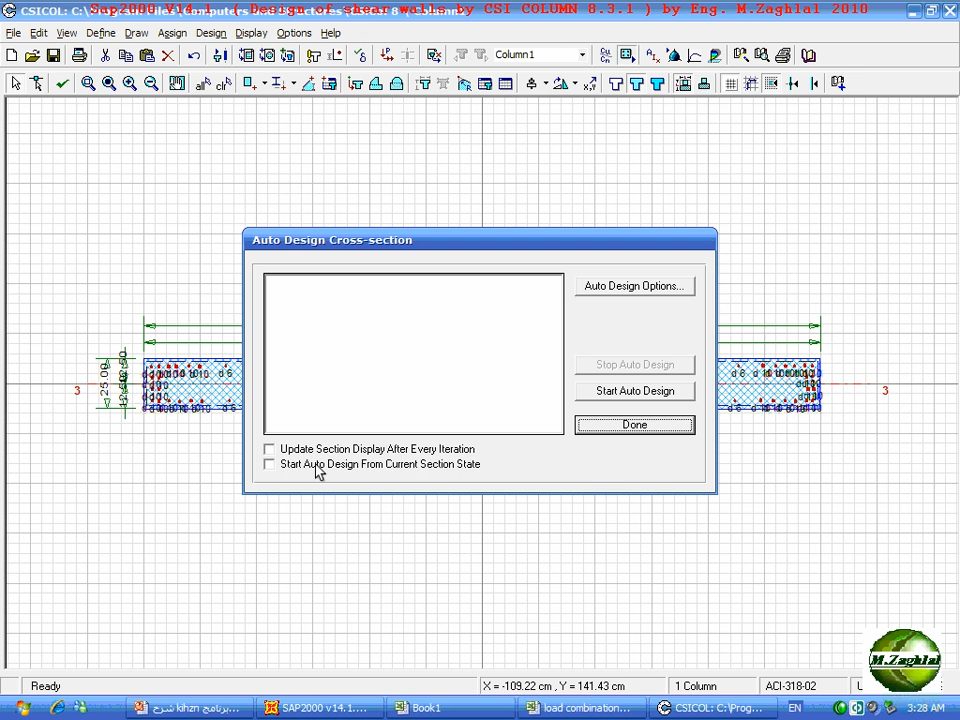 Sap2000 V14.1 ( Design of shear walls by CSI COLUMN 8.3.1 ) by Eng. M.Zaghlal 2010
File Edit View Define Draw Assign Design Display Options Help
Column1
Auto Design Cross-section
Auto Design Options...
Stop Auto Design
Start Auto Design
Done
Update Section Display After Every Iteration
Start Auto Design From Current Section State
25.00
3
3
M.Zaghlal
Ready
X = -109.22 cm , Y = 141.43 cm
1 Column
ACI-318-02
برنامج kihzn شرح...
SAP2000 v14.1....
Book1
load combination...
CSICOL: C:\Prog...
EN
3:28 AM